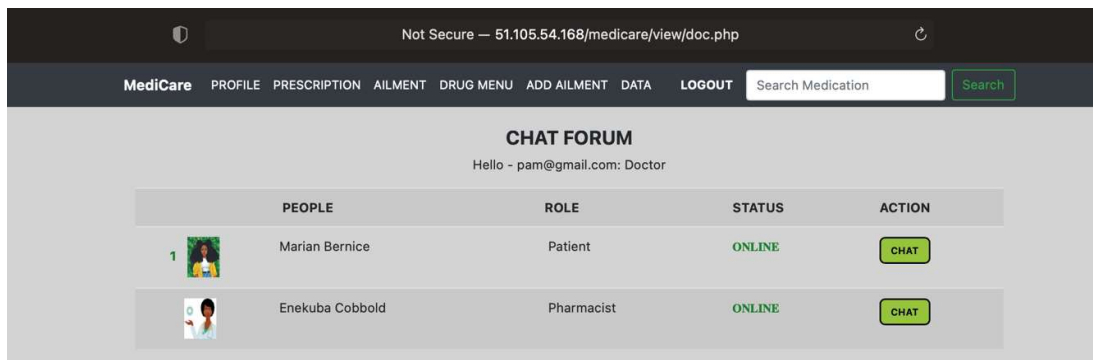 Not Secure — 51.105.54.168/medicare/view/doc.php
MediCare PROFILE PRESCRIPTION AILMENT DRUG MENU ADD AILMENT DATA LOGOUT Search Medication Search
CHAT FORUM
Hello - pam@gmail.com: Doctor
PEOPLE ROLE STATUS ACTION
1 Marian Bernice Patient ONLINE CHAT
Enekuba Cobbold Pharmacist ONLINE CHAT